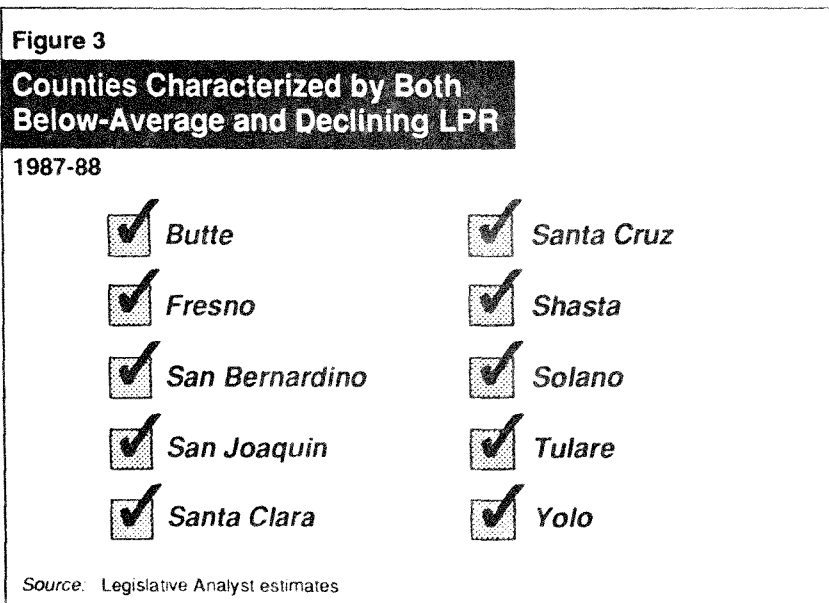 Figure 3
Counties Characterized by Both
Below-Average and Declining LPR
1987-88
Butte
Fresno
San Bernardino
San Joaquin
Santa Clara
Santa Cruz
Shasta
Solano
Tulare
Yolo
Source: Legislative Analyst estimates